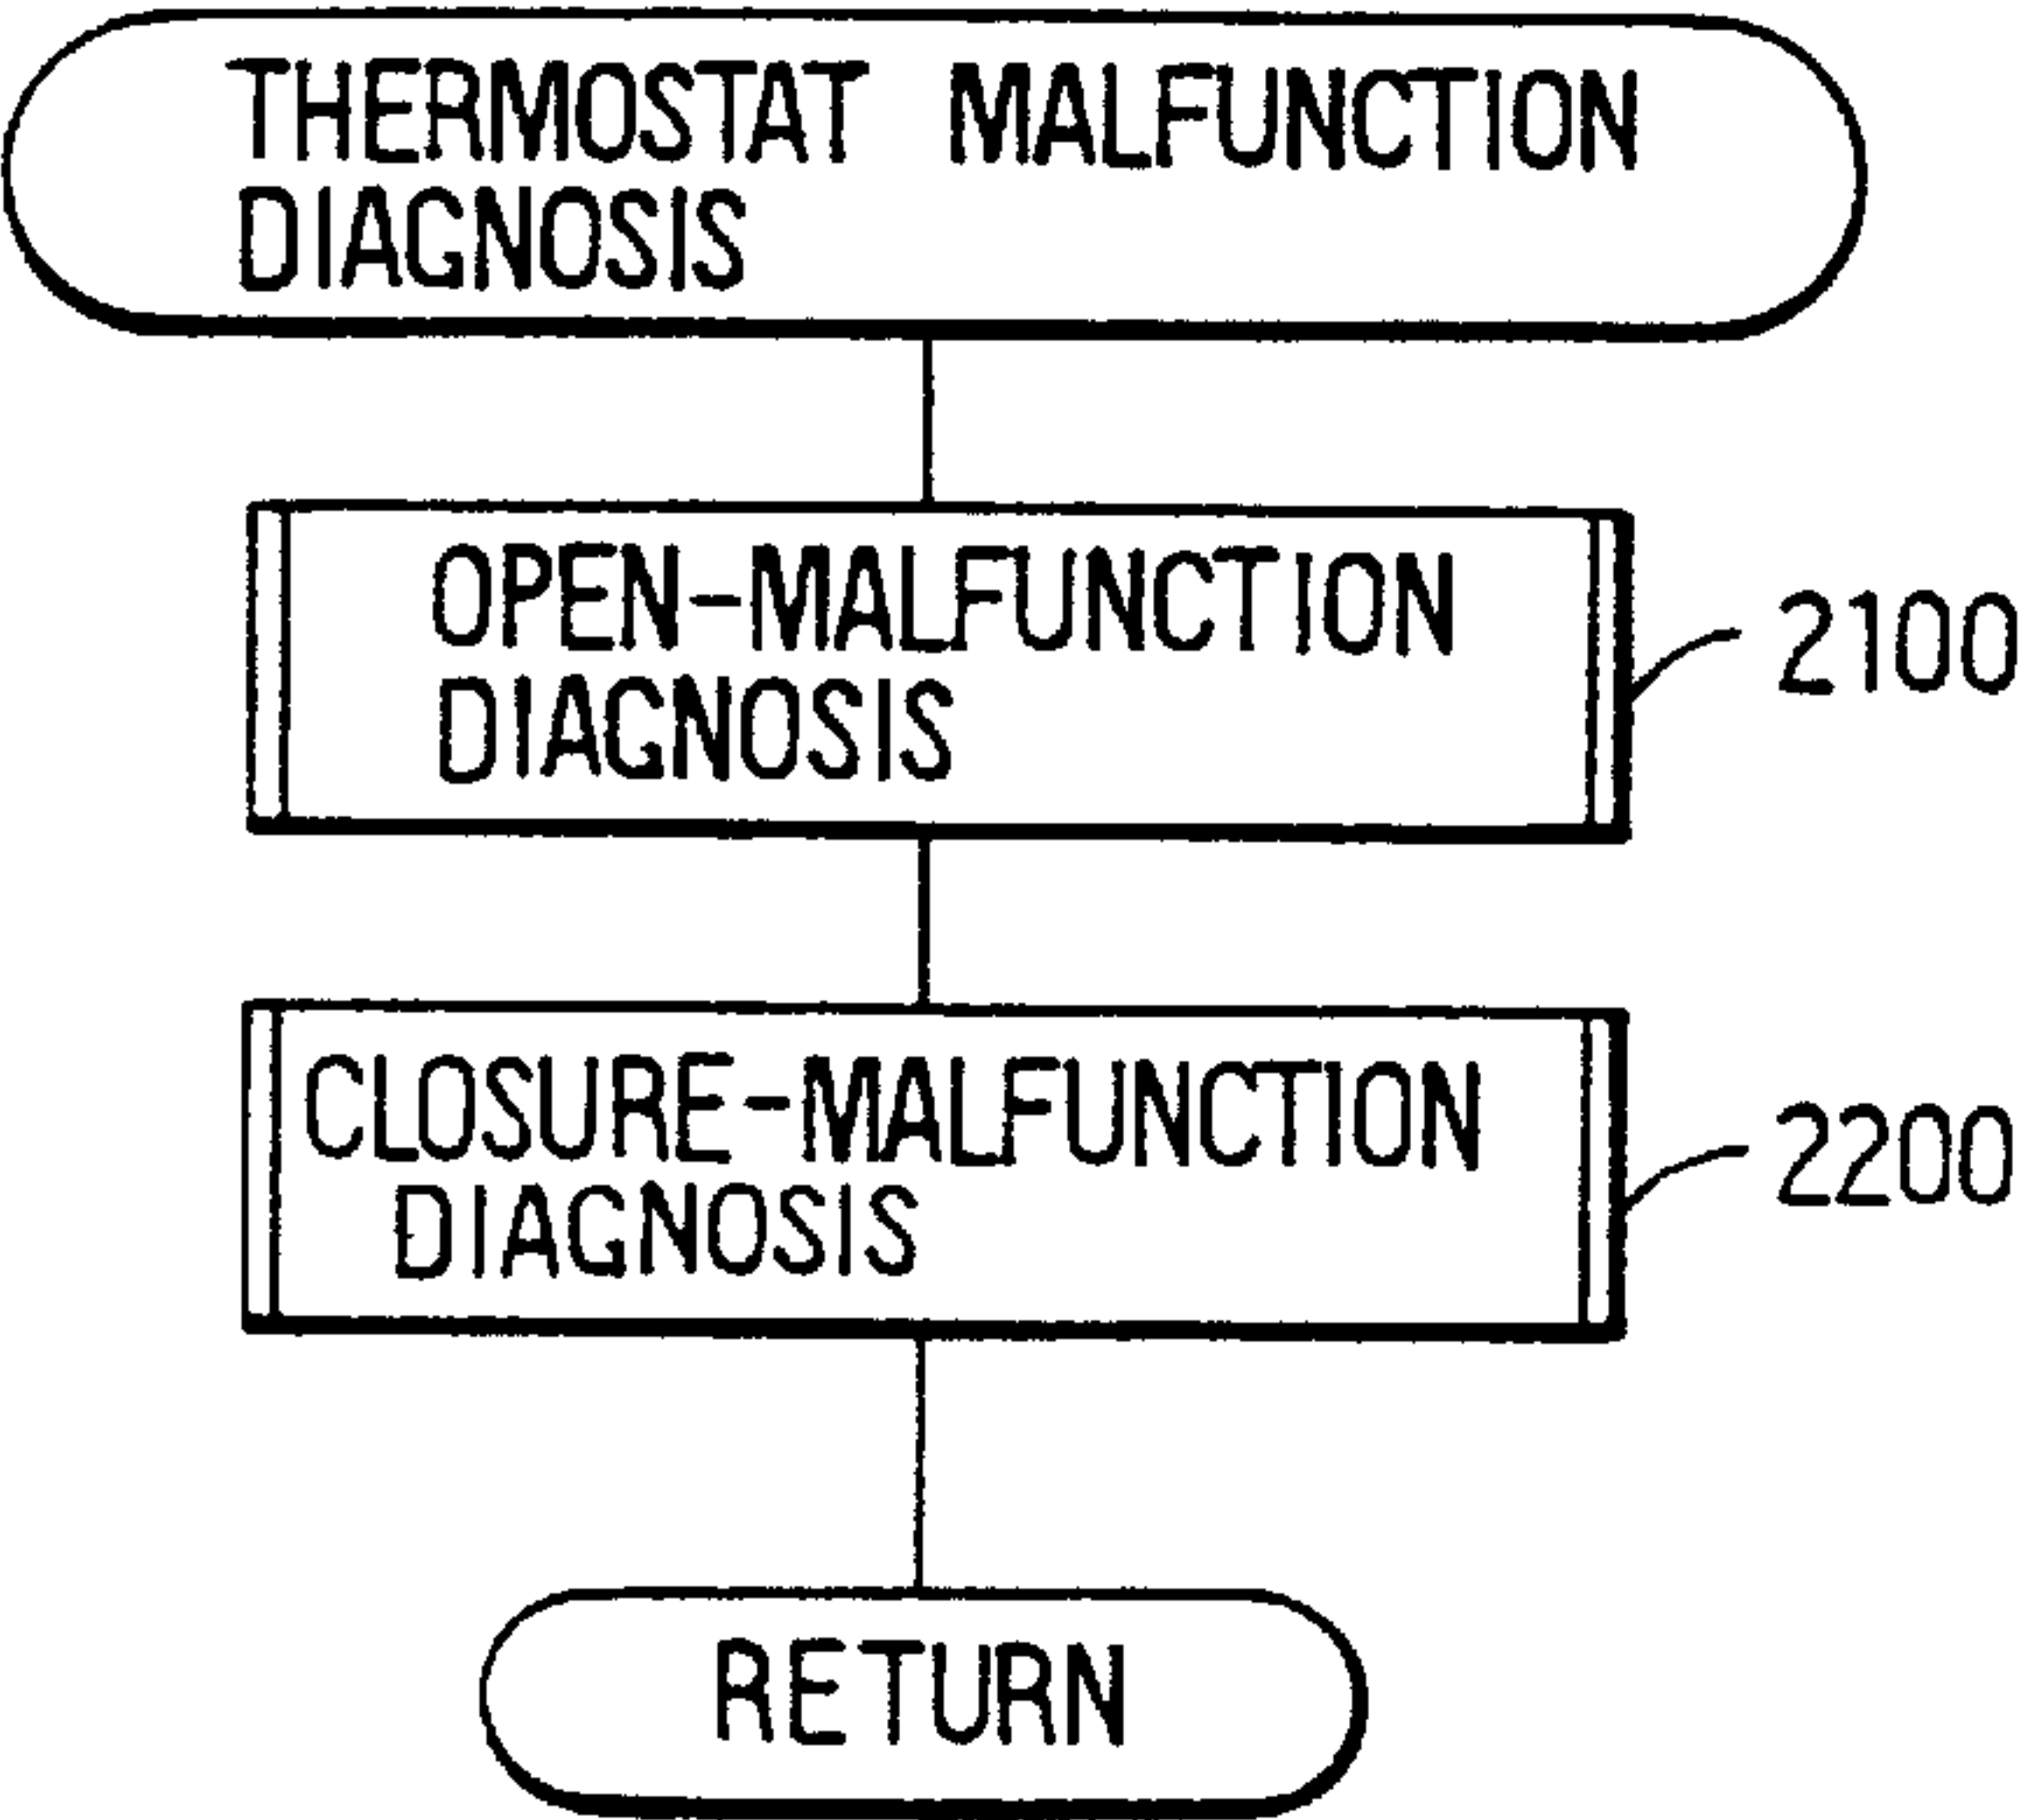 THERMOSTAT MALFUNCTION
DIAGNOSIS
OPEN-MALFUNCTION
DIAGNOSIS
2100
CLOSURE-MALFUNCTION
DIAGNOSIS
2200
RETURN